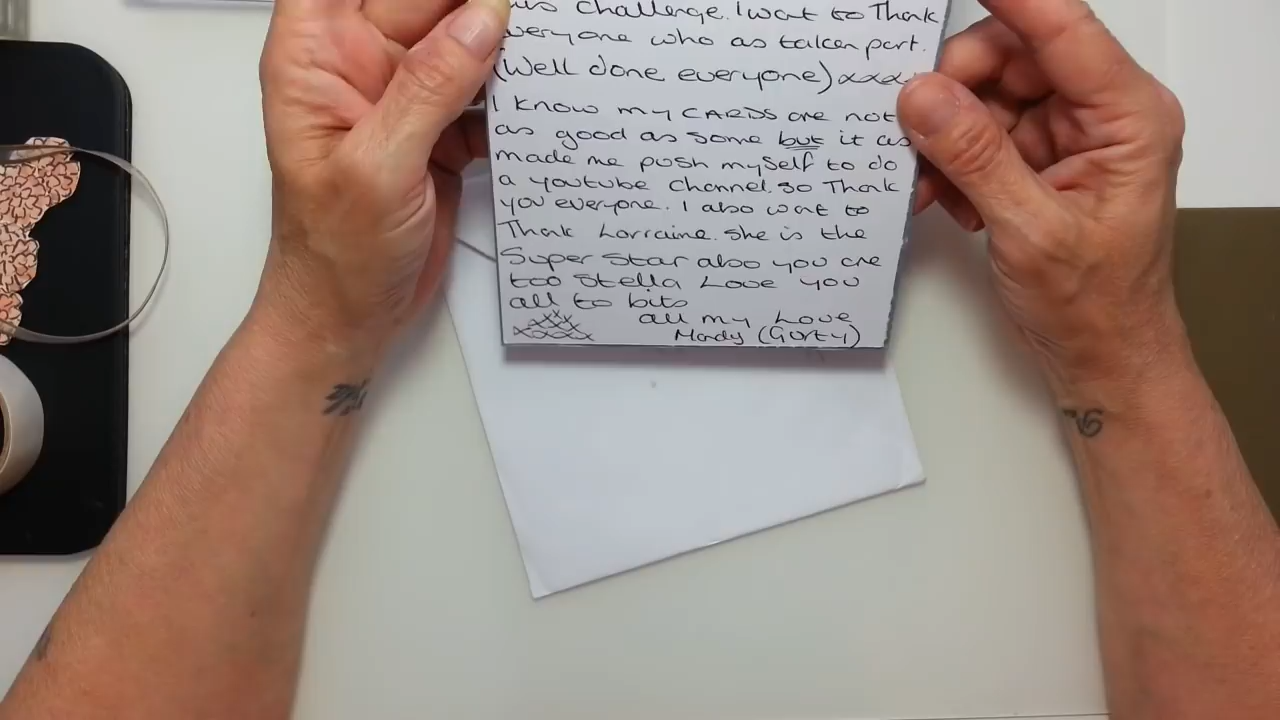 challenge. I want to Thank
everyone who as taken part.
(Well done everyone) xxxx
I know my CARDS are not
as good as some but it as
made me push myself to do
a youtube channel. so Thank
you everyone. I also want to
Thank Lorraine. She is the
Super Star also you are
too Stella Love you
all to bits
all my Love
Mandy (Gorty)